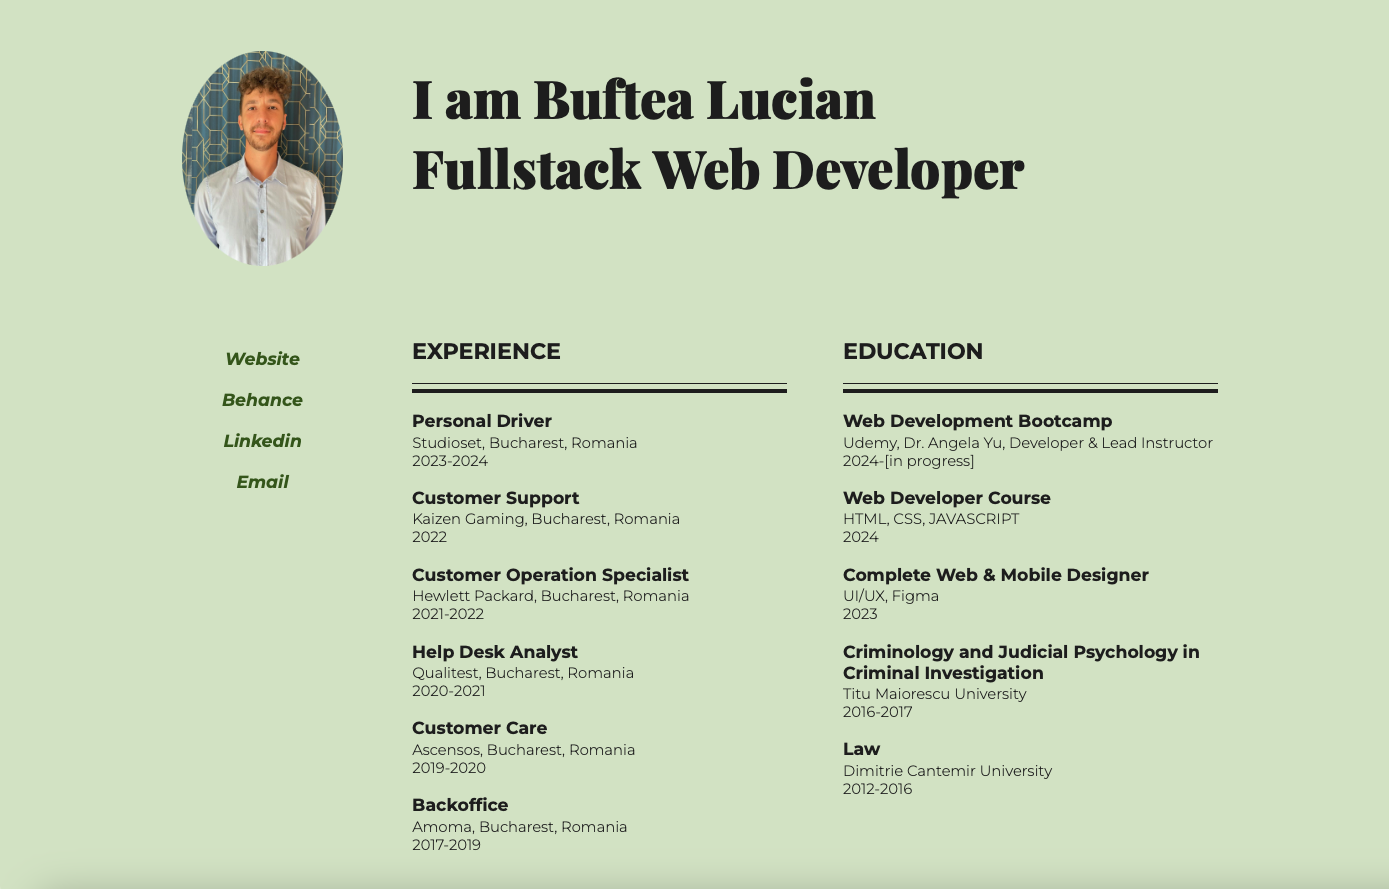 I am Buftea Lucian
Fullstack Web Developer
Website
Behance
Linkedin
Email
EXPERIENCE
Personal Driver
Studioset, Bucharest, Romania
2023-2024
Customer Support
Kaizen Gaming, Bucharest, Romania
2022
Customer Operation Specialist
Hewlett Packard, Bucharest, Romania
2021-2022
Help Desk Analyst
Qualitest, Bucharest, Romania
2020-2021
Customer Care
Ascensos, Bucharest, Romania
2019-2020
Backoffice
Amoma, Bucharest, Romania
2017-2019
EDUCATION
Web Development Bootcamp
Udemy, Dr. Angela Yu, Developer & Lead Instructor
2024-[in progress]
Web Developer Course
HTML, CSS, JAVASCRIPT
2024
Complete Web & Mobile Designer
UI/UX, Figma
2023
Criminology and Judicial Psychology in
Criminal Investigation
Titu Maiorescu University
2016-2017
Law
Dimitrie Cantemir University
2012-2016